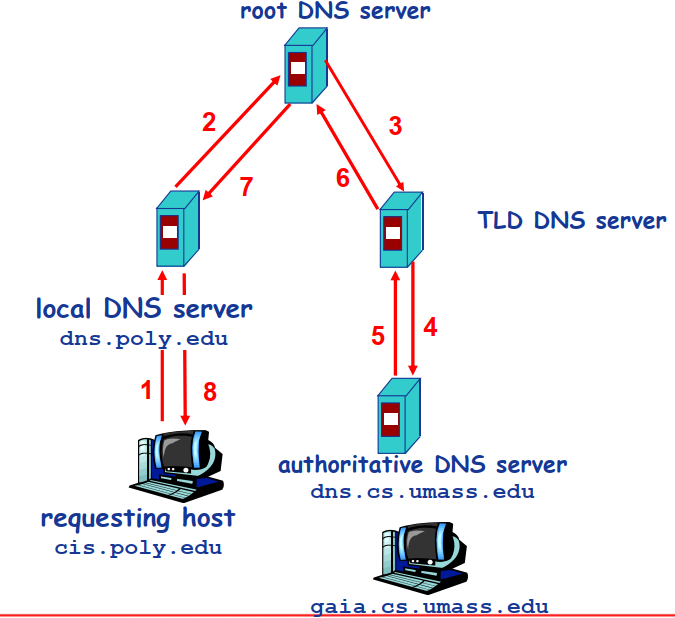 root DNS server
2
3
7
6
TLD DNS server
local DNS server
dns.poly.edu
5
4
1
8
authoritative DNS server
dns.cs.umass.edu
requesting host
cis.poly.edu
gaia.cs.umass.edu